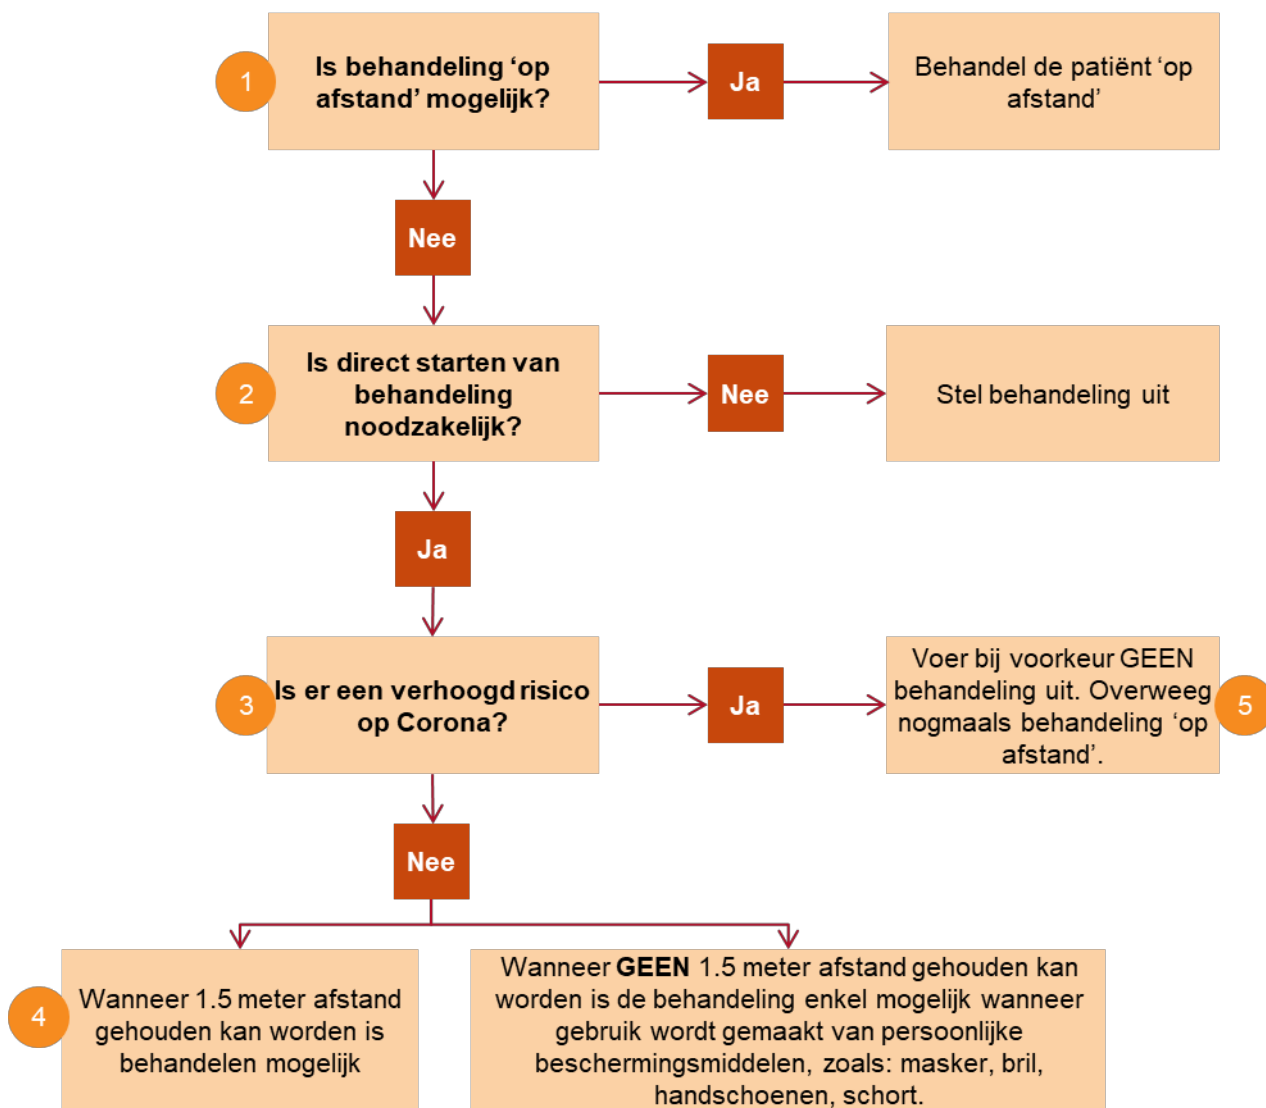 1
Is behandeling ‘op
afstand’ mogelijk?
Ja
Behandel de patiënt ‘op
afstand’
Nee
2
Is direct starten van
behandeling
noodzakelijk?
Nee
Stel behandeling uit
Ja
3
Is er een verhoogd risico
op Corona?
Ja
Voer bij voorkeur GEEN
behandeling uit. Overweeg
nogmaals behandeling ‘op
afstand’.
5
Nee
4
Wanneer 1.5 meter afstand
gehouden kan worden is
behandelen mogelijk
Wanneer GEEN 1.5 meter afstand gehouden kan
worden is de behandeling enkel mogelijk wanneer
gebruik wordt gemaakt van persoonlijke
beschermingsmiddelen, zoals: masker, bril,
handschoenen, schort.